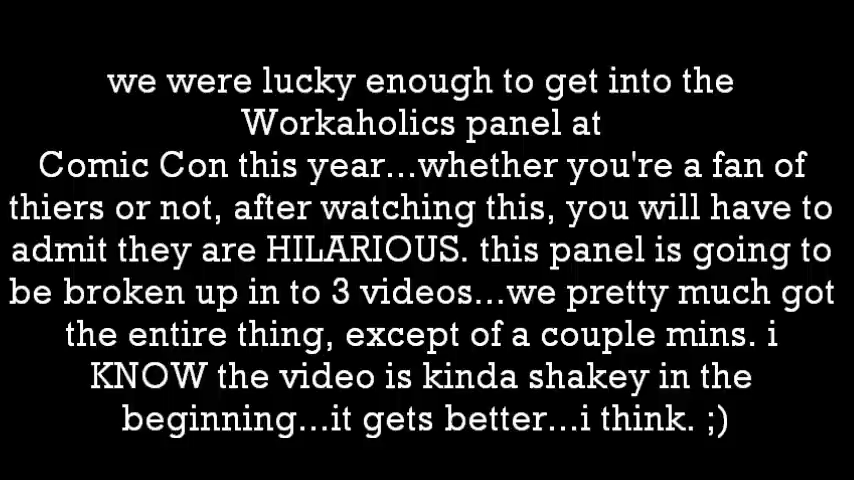 we were lucky enough to get into the
Workaholics panel at
Comic Con this year...whether you're a fan of
thiers or not, after watching this, you will have to
admit they are HILARIOUS. this panel is going to
be broken up in to 3 videos...we pretty much got
the entire thing, except of a couple mins. i
KNOW the video is kinda shakey in the
beginning...it gets better...i think. ;)